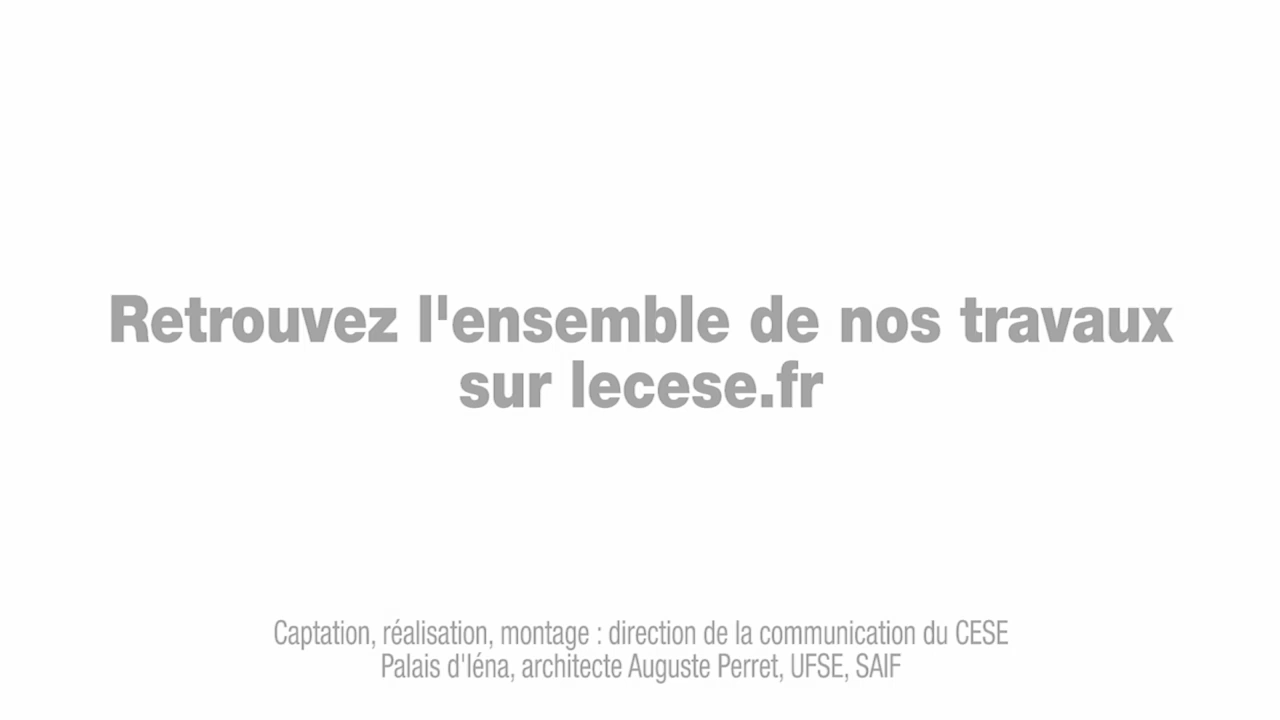 Retrouvez l'ensemble de nos travaux
sur lecese.fr
Captation, réalisation, montage : direction de la communication du CESE
Palais d'Iéna, architecte Auguste Perret, UFSE, SAIF